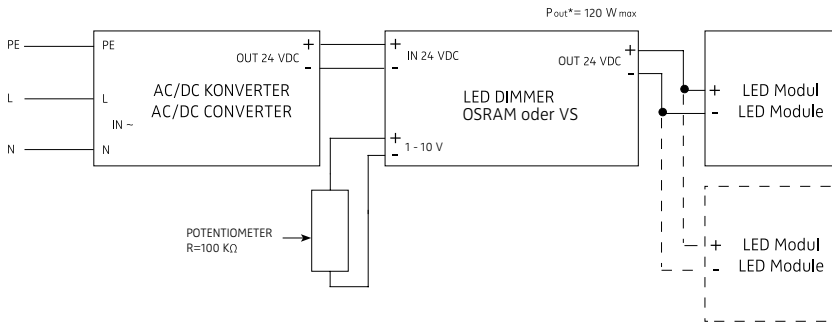 Pout*= 120 W max
PE
PE
OUT 24 VDC
+
-
L
L
AC/DC KONVERTER
AC/DC CONVERTER
IN ~
N
N
+
-
IN 24 VDC
OUT 24 VDC
+
-
LED DIMMER
OSRAM oder VS
+
-
1 - 10 V
POTENTIOMETER
R=100 KΩ
+
-
LED Modul
LED Module
+
-
LED Modul
LED Module